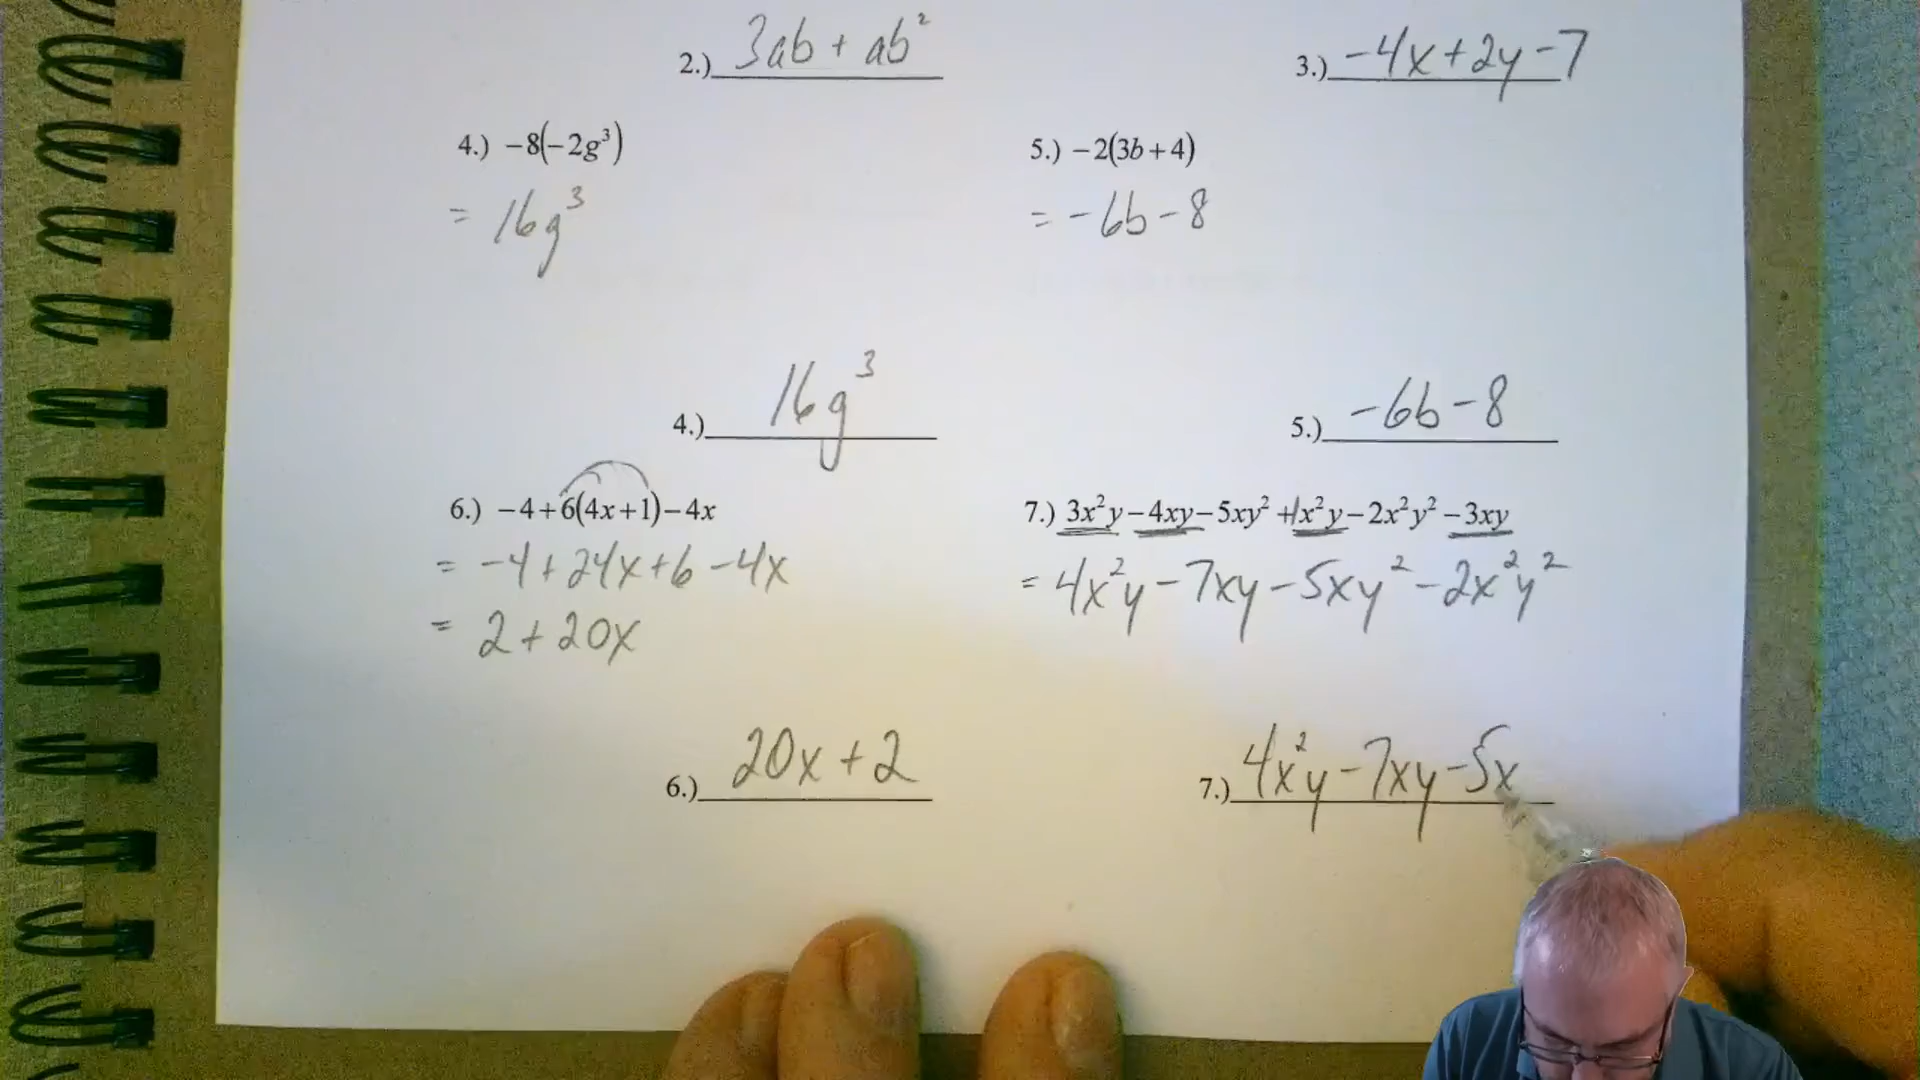 2.) 3ab + ab²
3.) -4x+2y-7
4.) −8(−2g³)
= 16g³
5.) −2(3b+4)
= -6b-8
4.) 16g³
5.) -6b-8
6.) −4+6(4x+1)−4x
= -4+24x+6-4x
= 2+20x
7.) 3x²y−4xy−5xy²+1x²y−2x²y²−3xy
= 4x²y-7xy-5xy²-2x²y²
6.) 20x+2
7.) 4x²y-7xy-5x